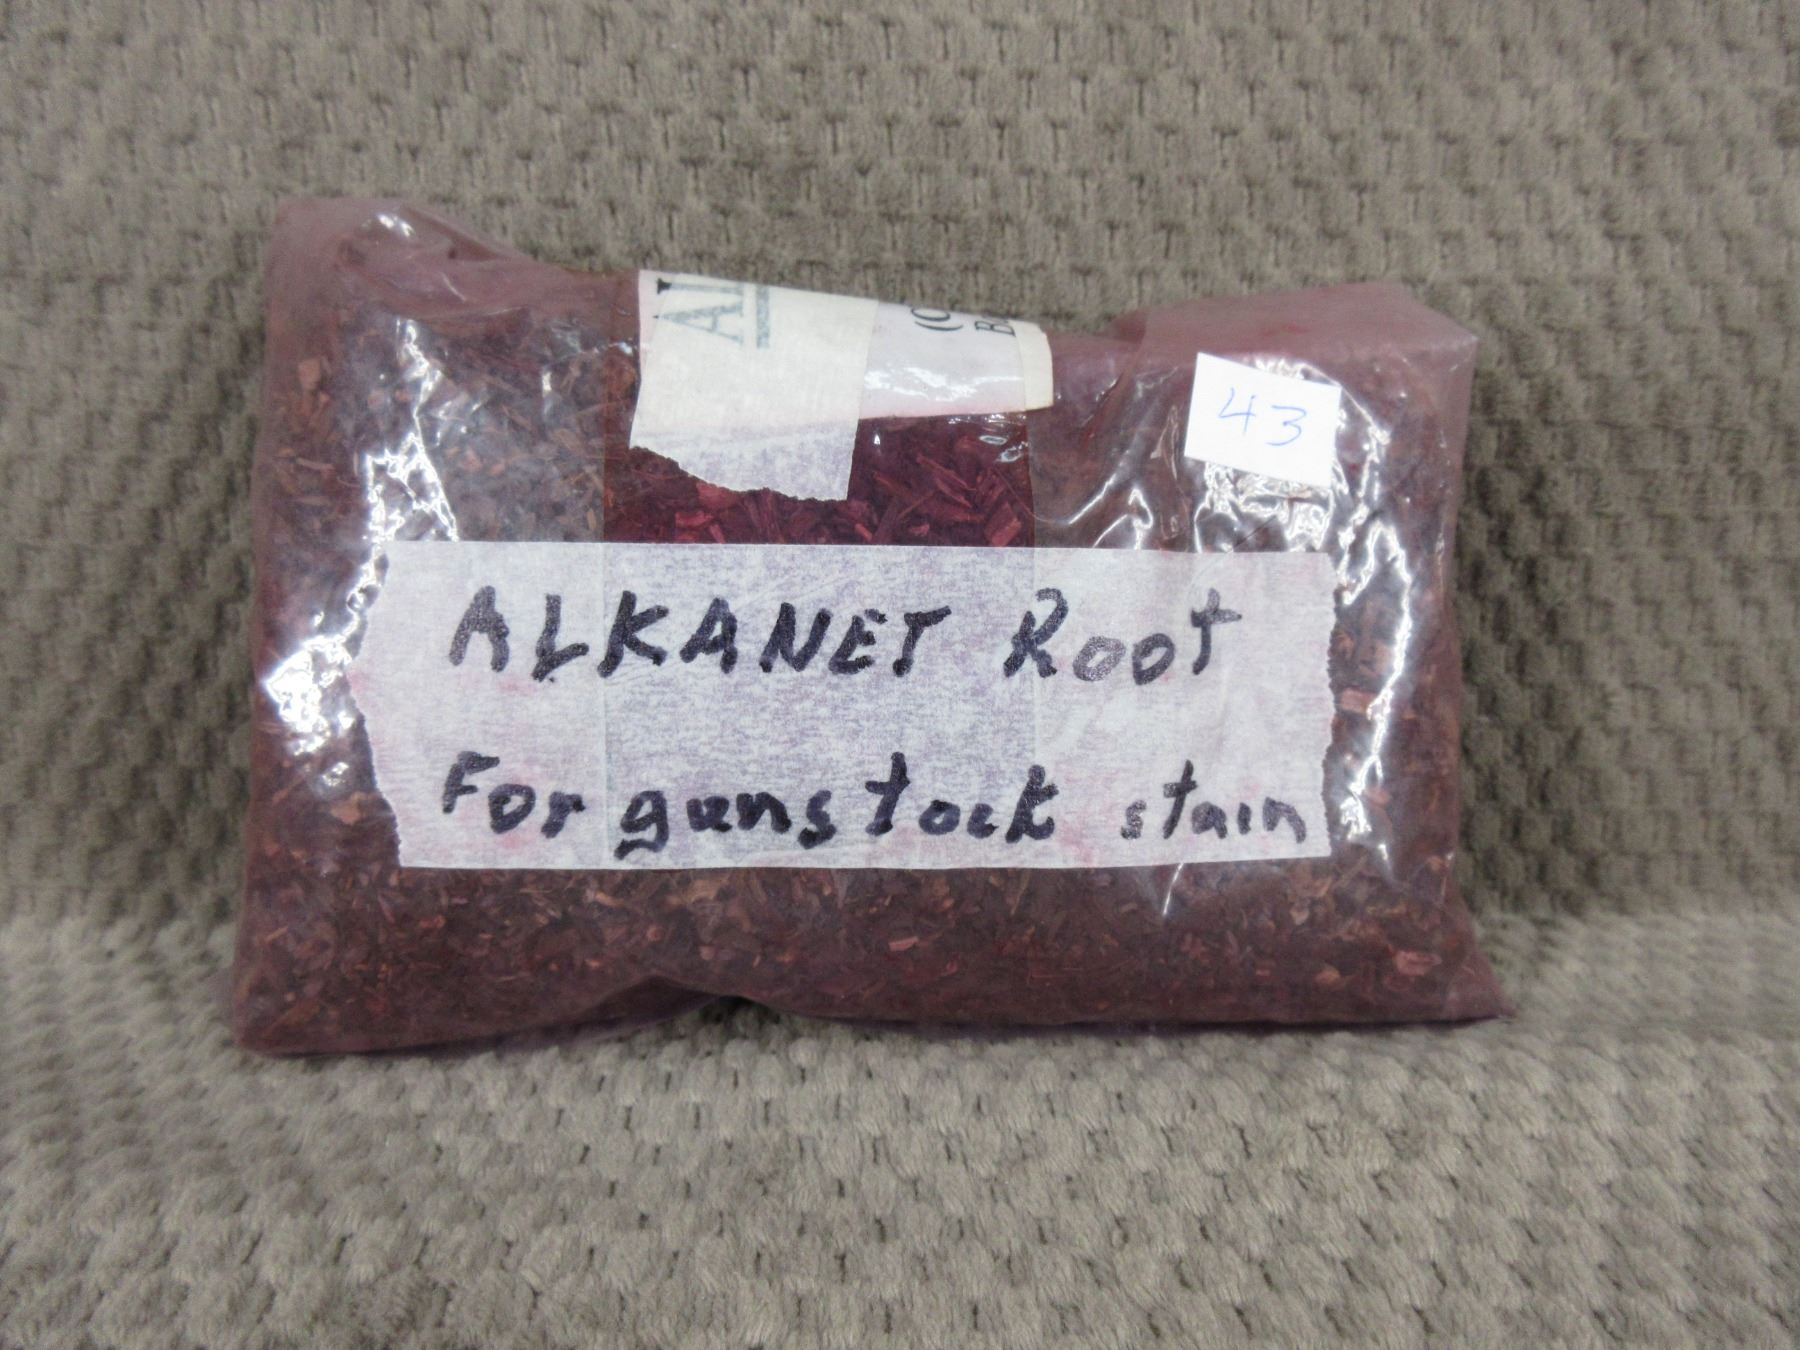 43
ALKANET Root
For gunstock stain